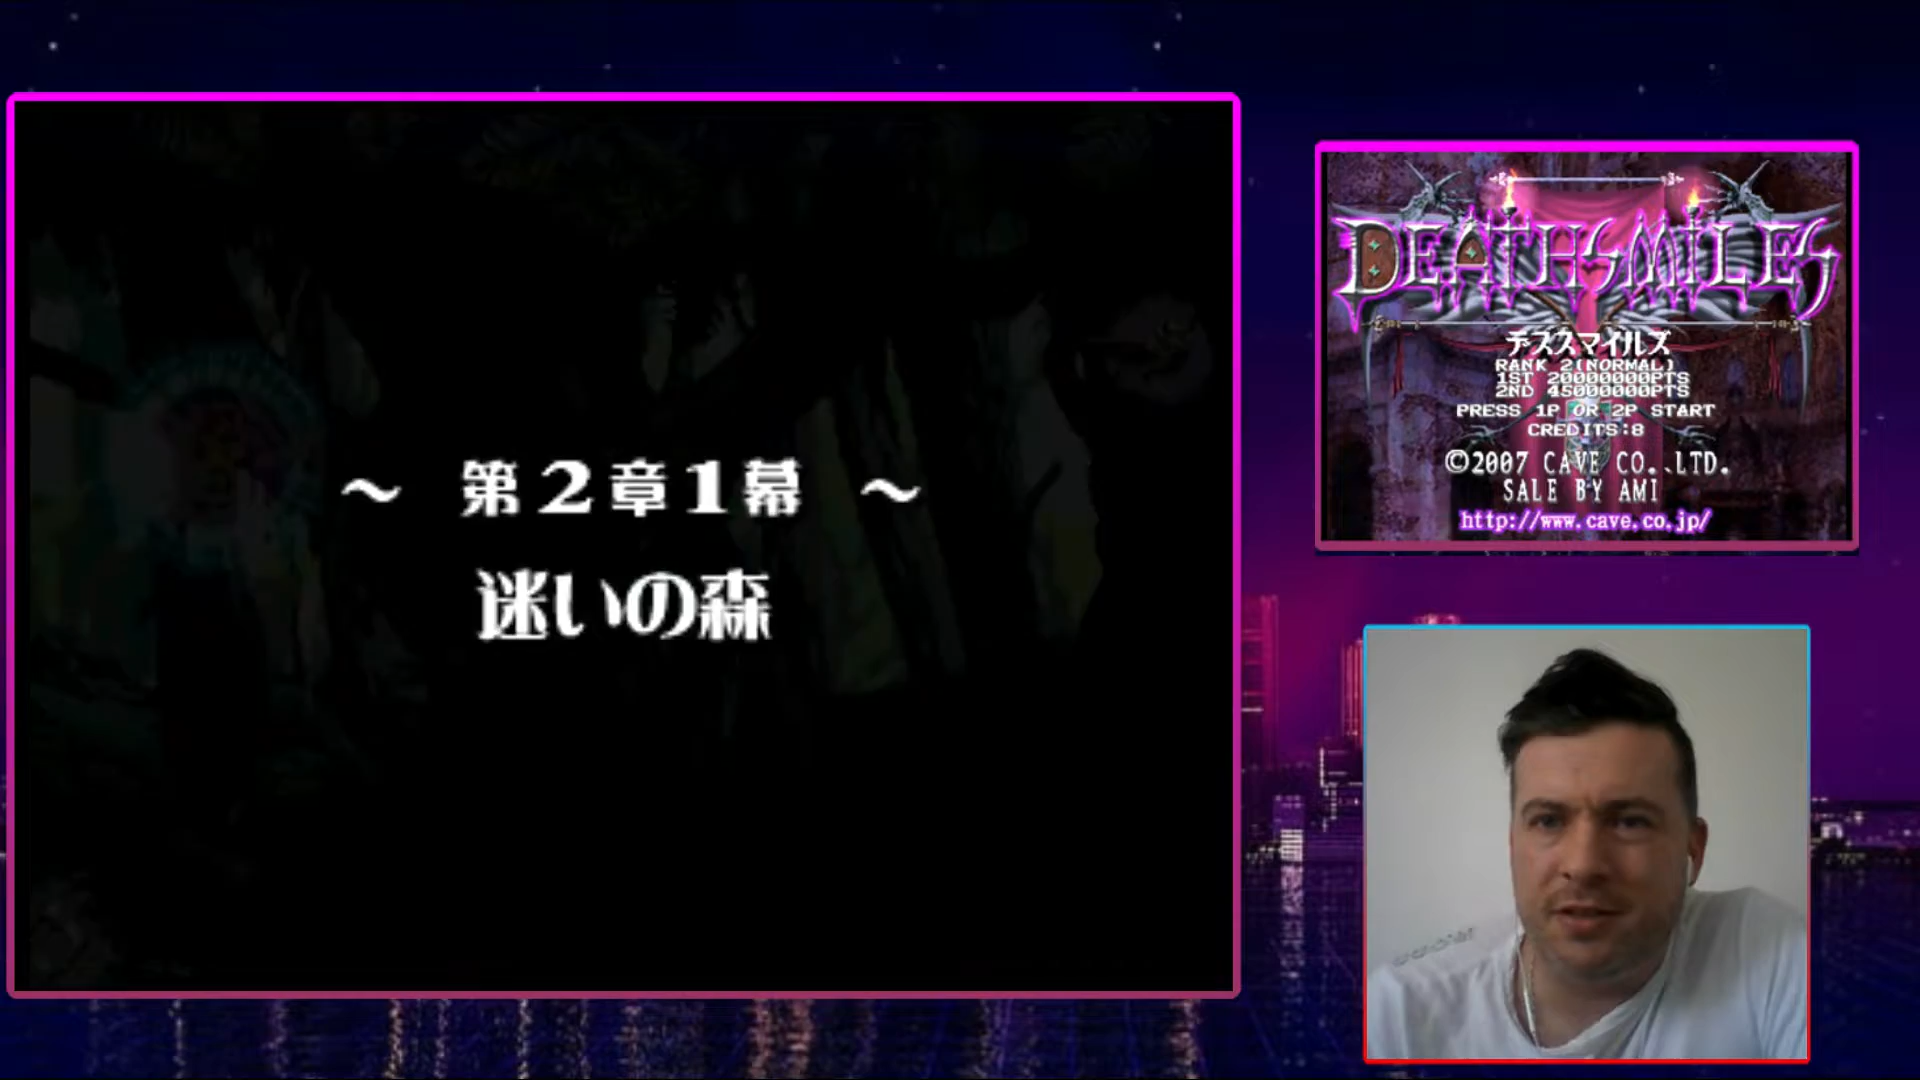 ～ 第2章1幕 ～
迷いの森
DEATHSMILES
デススマイルズ
RANK 2(NORMAL)
1ST 20000000PTS
2ND 45000000PTS
PRESS 1P OR 2P START
CREDITS:8
©2007 CAVE CO.,LTD.
SALE BY AMI
http://www.cave.co.jp/